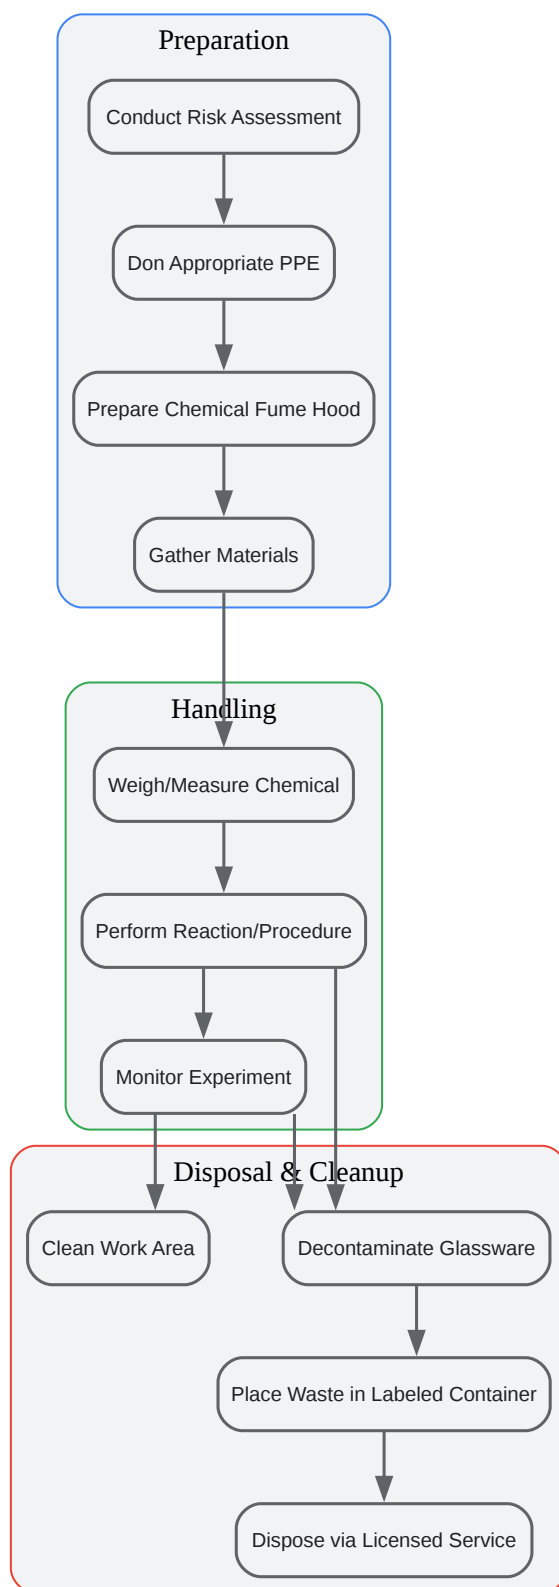 Preparation
Conduct Risk Assessment
Don Appropriate PPE
Prepare Chemical Fume Hood
Gather Materials
Handling
Weigh/Measure Chemical
Perform Reaction/Procedure
Monitor Experiment
Disposal & Cleanup
Clean Work Area
Decontaminate Glassware
Place Waste in Labeled Container
Dispose via Licensed Service